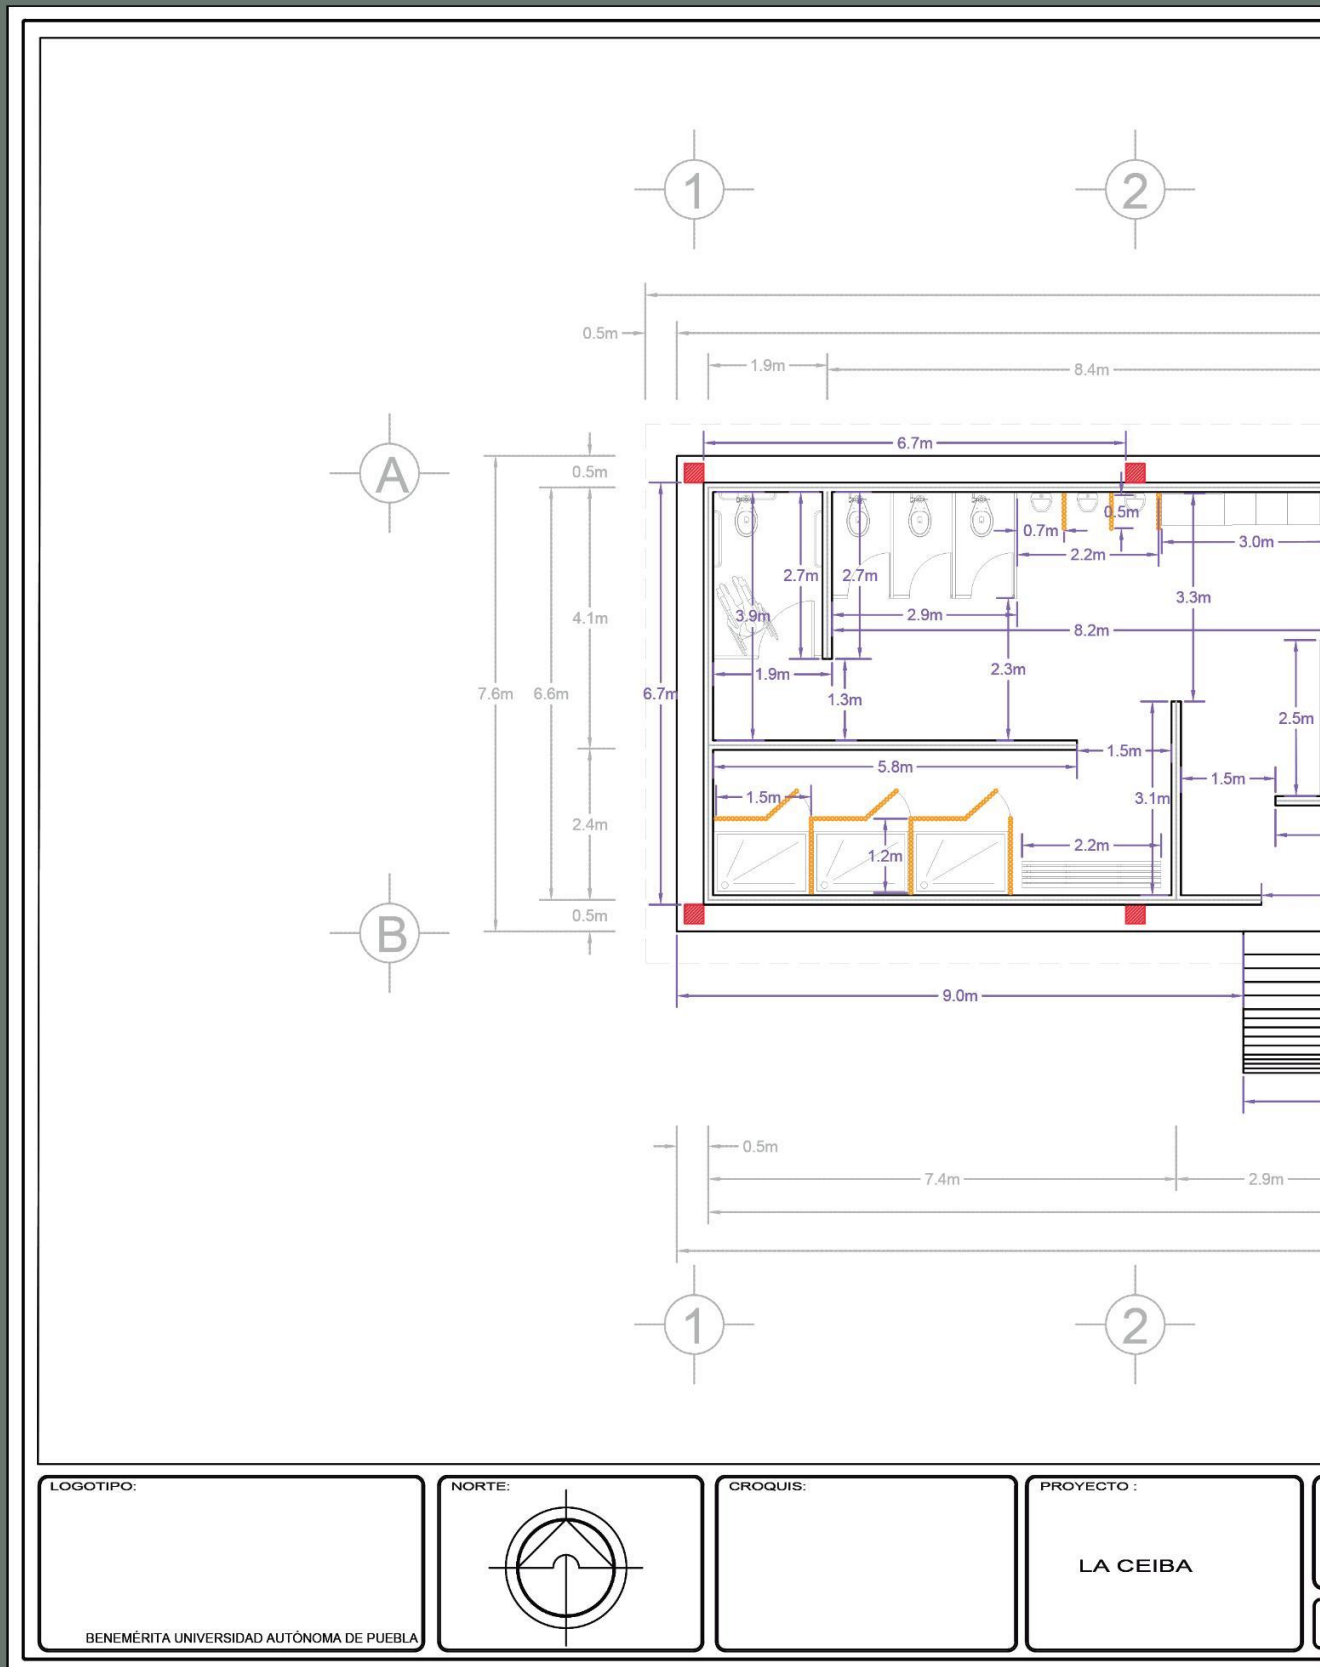 1
2
0.5m
1.9m
8.4m
A
6.7m
0.5m
0.5m
0.7m
3.0m
2.2m
2.7m
2.7m
3.3m
3.9m
2.9m
4.1m
8.2m
2.3m
1.9m
7.6m
6.6m
6.7m
1.3m
2.5m
1.5m
5.8m
1.5m
1.5m
3.1m
2.4m
2.2m
1.2m
0.5m
B
9.0m
0.5m
7.4m
2.9m
1
2
LOGOTIPO:
BENEMÉRITA UNIVERSIDAD AUTÓNOMA DE PUEBLA
NORTE:
CROQUIS:
PROYECTO :
LA CEIBA